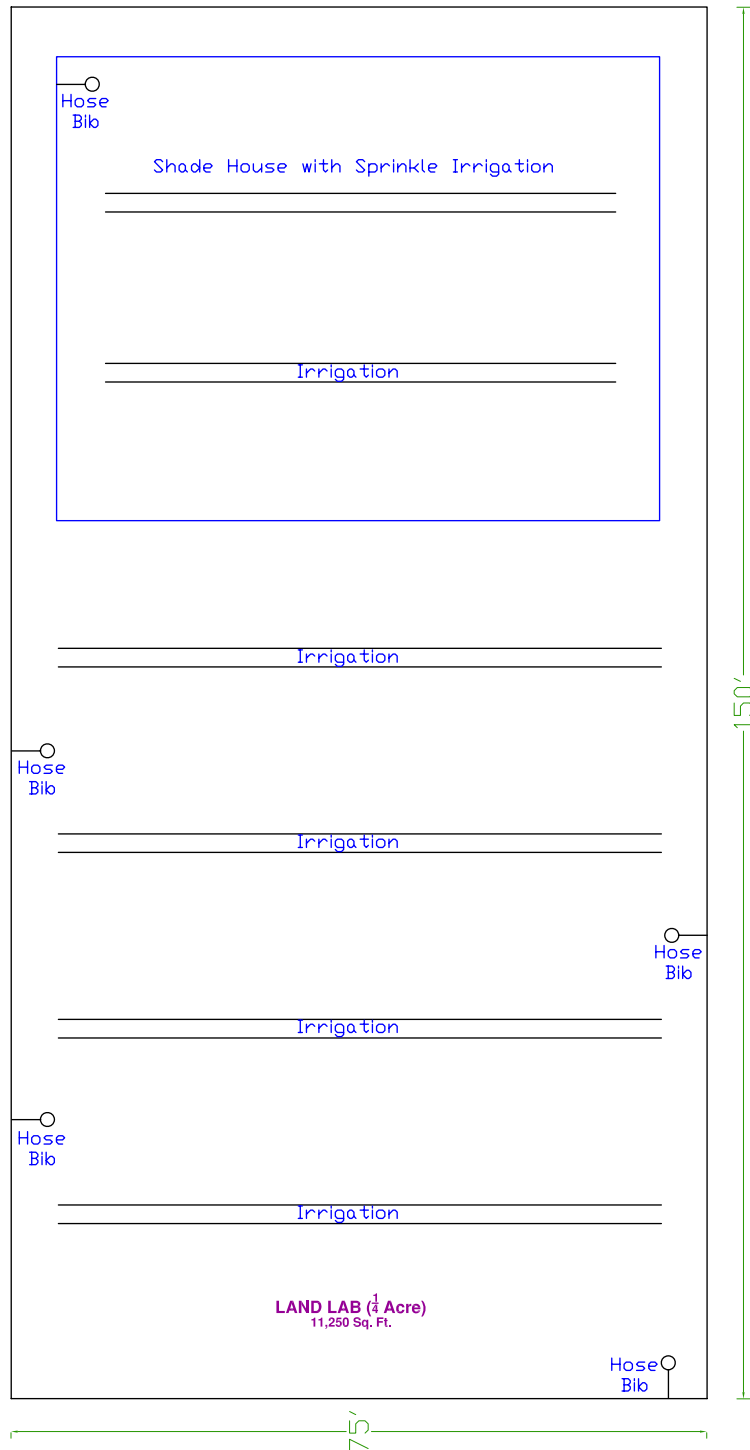 Hose
Bib
Shade House with Sprinkle Irrigation
Irrigation
Irrigation
150'
Hose
Bib
Irrigation
Hose
Bib
Irrigation
Hose
Bib
Irrigation
LAND LAB (1/4 Acre)
11,250 Sq. Ft.
Hose
Bib
75'